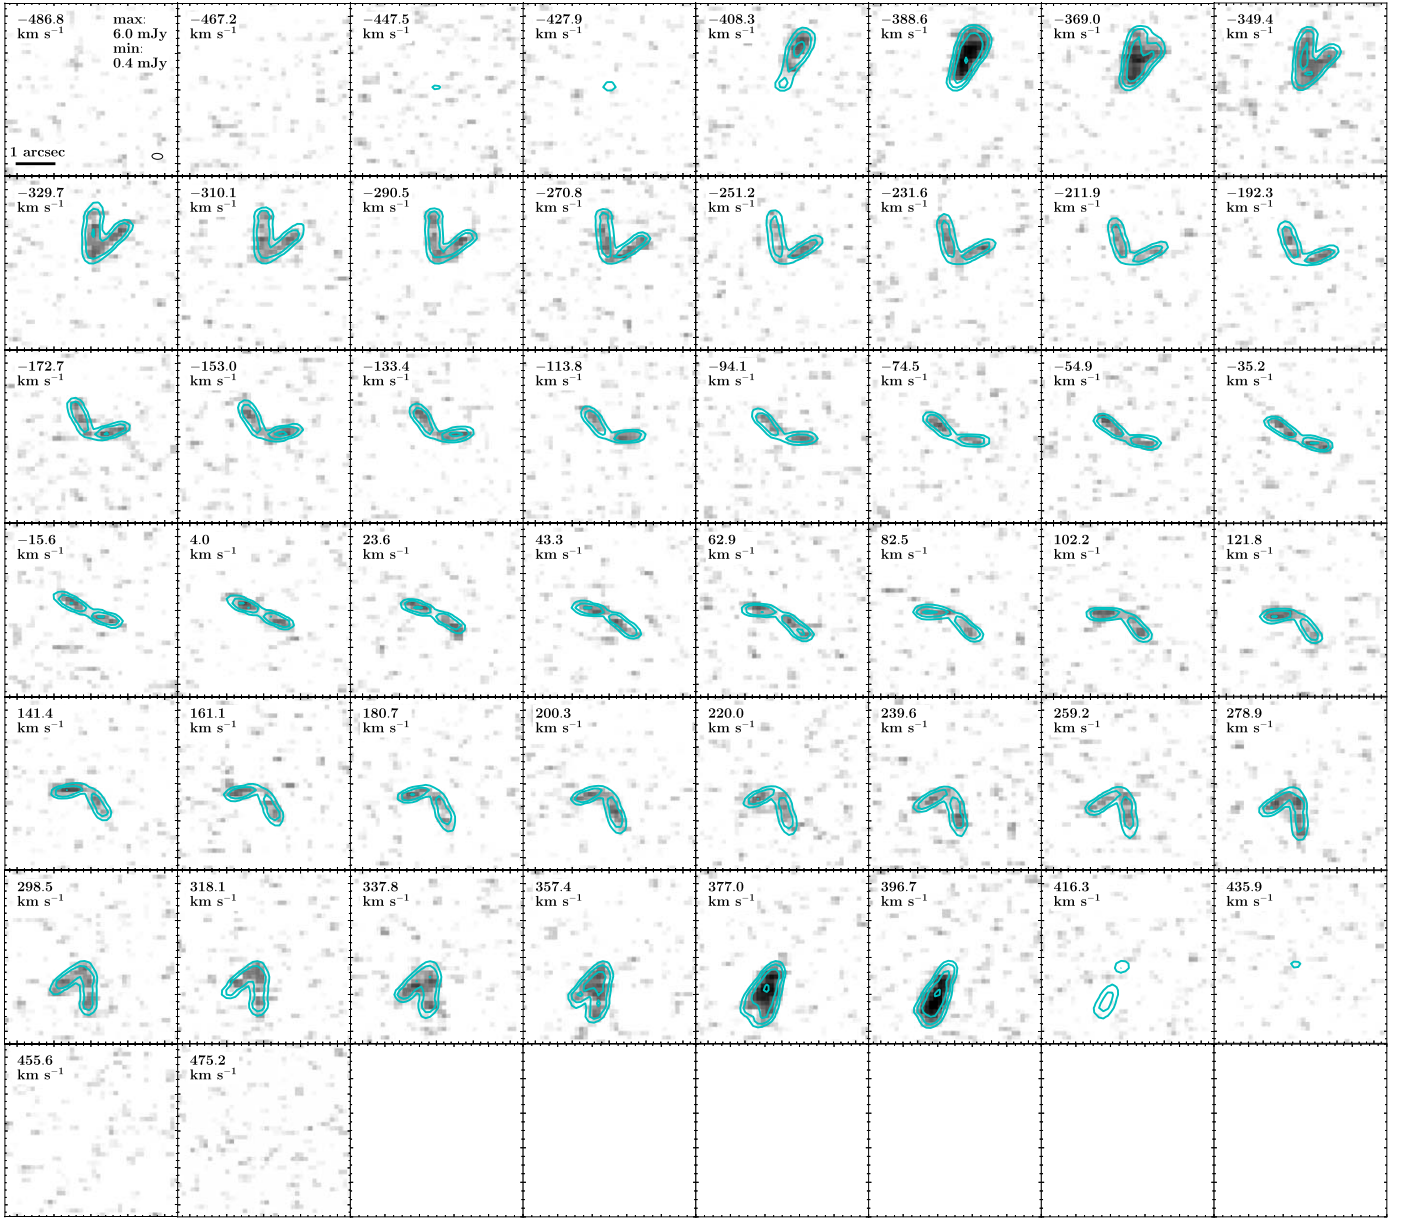 −486.8
km s⁻¹
max:
6.0 mJy
min:
0.4 mJy
1 arcsec
−467.2
km s⁻¹
−447.5
km s⁻¹
−427.9
km s⁻¹
−408.3
km s⁻¹
−388.6
km s⁻¹
−369.0
km s⁻¹
−349.4
km s⁻¹
−329.7
km s⁻¹
−310.1
km s⁻¹
−290.5
km s⁻¹
−270.8
km s⁻¹
−251.2
km s⁻¹
−231.6
km s⁻¹
−211.9
km s⁻¹
−192.3
km s⁻¹
−172.7
km s⁻¹
−153.0
km s⁻¹
−133.4
km s⁻¹
−113.8
km s⁻¹
−94.1
km s⁻¹
−74.5
km s⁻¹
−54.9
km s⁻¹
−35.2
km s⁻¹
−15.6
km s⁻¹
4.0
km s⁻¹
23.6
km s⁻¹
43.3
km s⁻¹
62.9
km s⁻¹
82.5
km s⁻¹
102.2
km s⁻¹
121.8
km s⁻¹
141.4
km s⁻¹
161.1
km s⁻¹
180.7
km s⁻¹
200.3
km s⁻¹
220.0
km s⁻¹
239.6
km s⁻¹
259.2
km s⁻¹
278.9
km s⁻¹
298.5
km s⁻¹
318.1
km s⁻¹
337.8
km s⁻¹
357.4
km s⁻¹
377.0
km s⁻¹
396.7
km s⁻¹
416.3
km s⁻¹
435.9
km s⁻¹
455.6
km s⁻¹
475.2
km s⁻¹